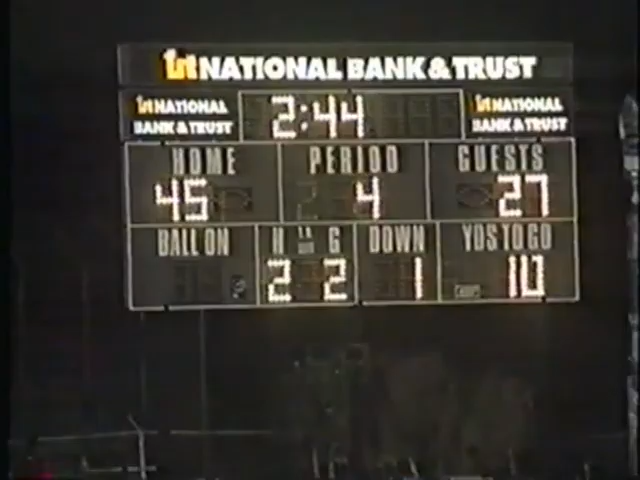 1st NATIONAL BANK & TRUST
1st NATIONAL BANK & TRUST
2:44
1st NATIONAL BANK & TRUST
HOME PERIOD GUESTS
45 4 27
BALL ON H G DOWN YDS TO GO
2 2 1 10